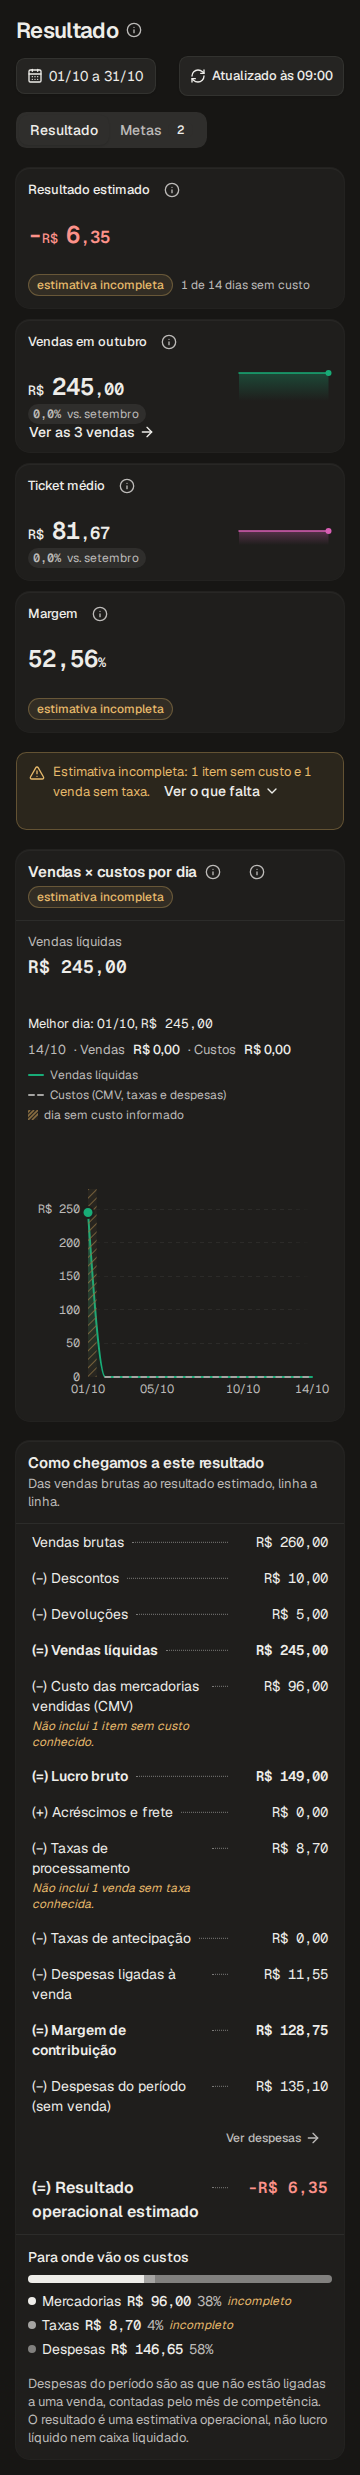 Resultado
01/10 a 31/10
Atualizado às 09:00
Resultado Metas 2
Resultado estimado
-R$ 6,35
estimativa incompleta 1 de 14 dias sem custo
Vendas em outubro
R$ 245,00
0,0% vs. setembro
Ver as 3 vendas →
Ticket médio
R$ 81,67
0,0% vs. setembro
Margem
52,56%
estimativa incompleta
Estimativa incompleta: 1 item sem custo e 1
venda sem taxa. Ver o que falta
Vendas × custos por dia
estimativa incompleta
Vendas líquidas
R$ 245,00
Melhor dia: 01/10, R$ 245,00
14/10 · Vendas R$ 0,00 · Custos R$ 0,00
Vendas líquidas
Custos (CMV, taxas e despesas)
dia sem custo informado
R$ 250
200
150
100
50
0
01/10 05/10 10/10 14/10
Como chegamos a este resultado
Das vendas brutas ao resultado estimado, linha a
linha.
Vendas brutas R$ 260,00
(−) Descontos R$ 10,00
(−) Devoluções R$ 5,00
(=) Vendas líquidas R$ 245,00
(−) Custo das mercadorias R$ 96,00
vendidas (CMV)
Não inclui 1 item sem custo
conhecido.
(=) Lucro bruto R$ 149,00
(+) Acréscimos e frete R$ 0,00
(−) Taxas de R$ 8,70
processamento
Não inclui 1 venda sem taxa
conhecida.
(−) Taxas de antecipação R$ 0,00
(−) Despesas ligadas à R$ 11,55
venda
(=) Margem de R$ 128,75
contribuição
(−) Despesas do período R$ 135,10
(sem venda)
Ver despesas →
(=) Resultado -R$ 6,35
operacional estimado
Para onde vão os custos
Mercadorias R$ 96,00 38% incompleto
Taxas R$ 8,70 4% incompleto
Despesas R$ 146,65 58%
Despesas do período são as que não estão ligadas
a uma venda, contadas pelo mês de competência.
O resultado é uma estimativa operacional, não lucro
líquido nem caixa liquidado.